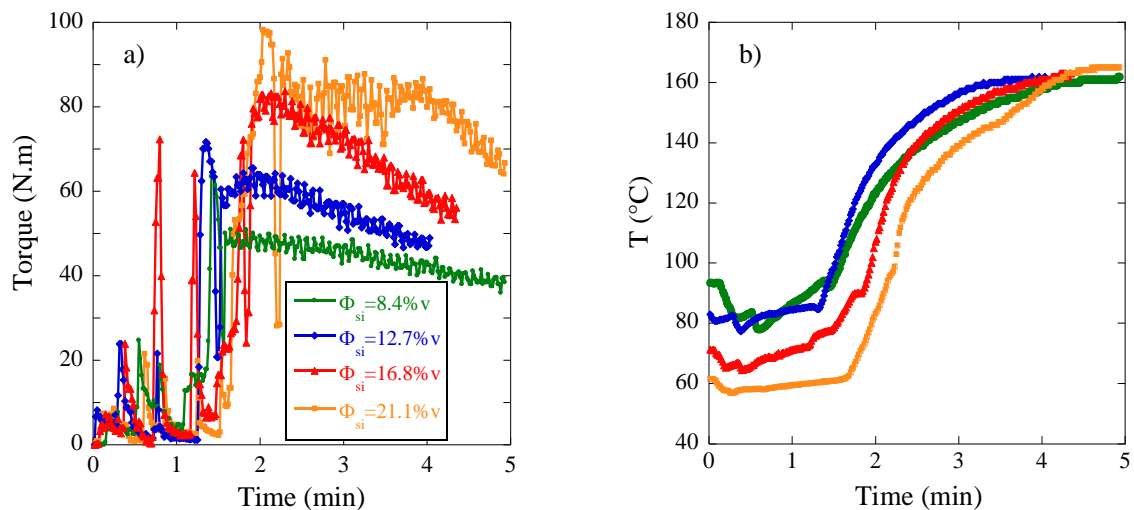 a)
Torque (N.m)
100
80
60
40
20
0
0 1 2 3 4 5
Time (min)
Φsi=8.4%v
Φsi=12.7%v
Φsi=16.8%v
Φsi=21.1%v
b)
T (°C)
180
160
140
120
100
80
60
40
0 1 2 3 4 5
Time (min)